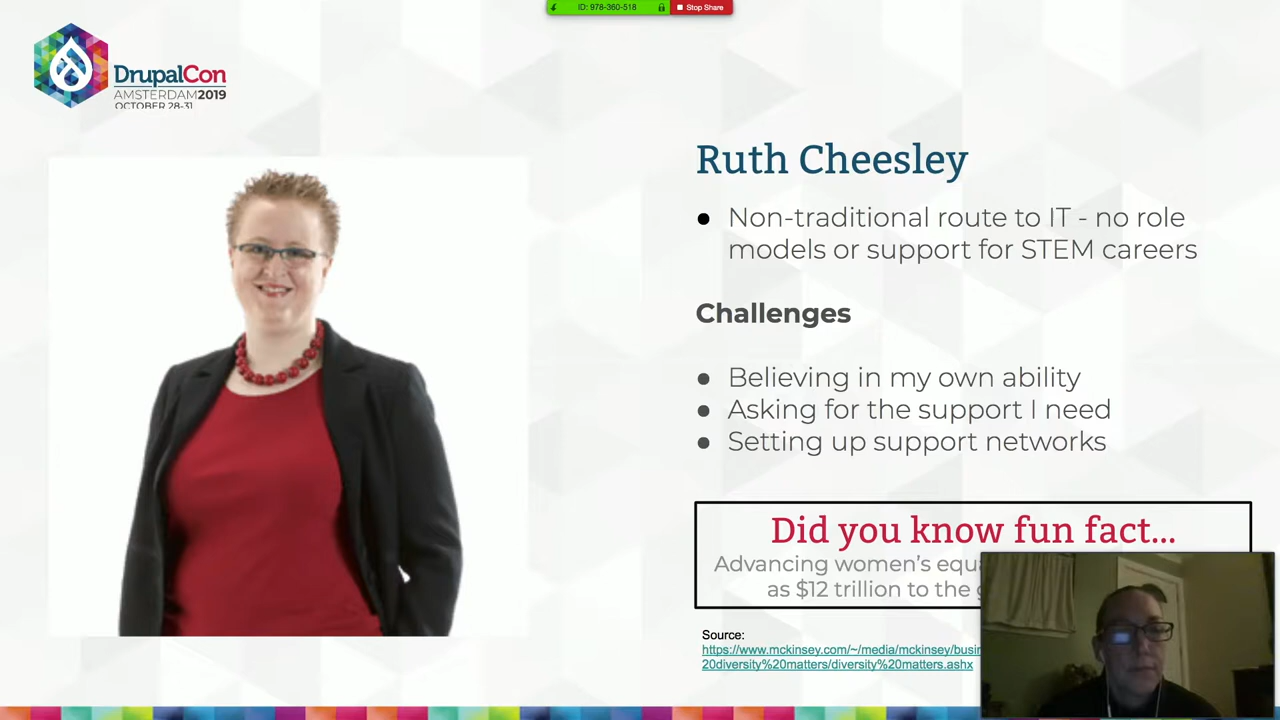 ID: 978-360-518
Stop Share
DrupalCon
AMSTERDAM2019
OCTOBER 28-31
Ruth Cheesley
Non-traditional route to IT - no role
models or support for STEM careers
Challenges
Believing in my own ability
Asking for the support I need
Setting up support networks
Did you know fun fact...
Advancing women's
as $12 trillion to the
Source:
https://www.mckinsey.com/~/media/mckinsey/busin
20diversity%20matters/diversity%20matters.ashx